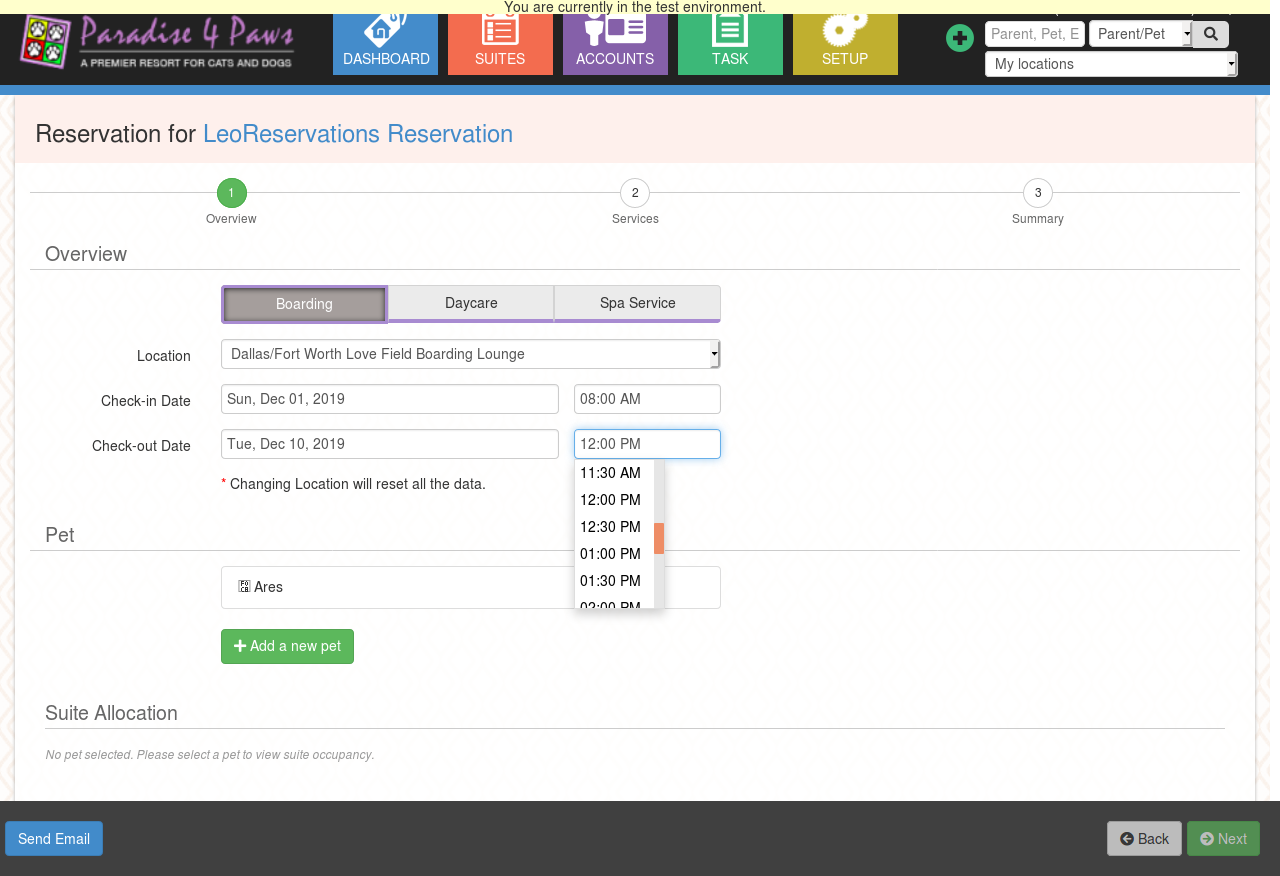 You are currently in the test environment.
Paradise 4 Paws
A PREMIER RESORT FOR CATS AND DOGS
DASHBOARD
SUITES
ACCOUNTS
TASK
SETUP
Parent, Pet, E
Parent/Pet
My locations
Reservation for LeoReservations Reservation
1
2
3
Overview
Services
Summary
Overview
Boarding
Daycare
Spa Service
Location
Dallas/Fort Worth Love Field Boarding Lounge
Check-in Date
Sun, Dec 01, 2019
08:00 AM
Check-out Date
Tue, Dec 10, 2019
12:00 PM
* Changing Location will reset all the data.
11:30 AM
12:00 PM
12:30 PM
01:00 PM
01:30 PM
02:00 PM
Pet
Ares
Add a new pet
Suite Allocation
No pet selected. Please select a pet to view suite occupancy.
Send Email
Back
Next